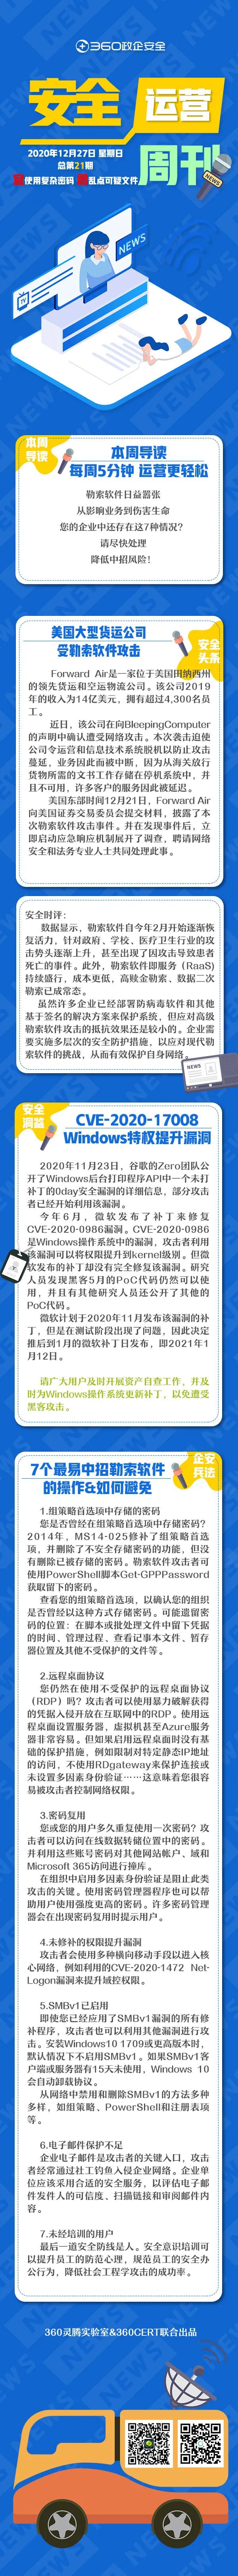 360政企安全
安全
运营
周刊
2020年12月27日 星期日
总第21期
使用复杂密码
乱点可疑文件
NEWS
NEWS
TV
本周
导读
本周导读
每周5分钟 运营更轻松
勒索软件日益嚣张
从影响业务到伤害生命
您的企业中还存在这7种情况?
请尽快处理
降低中招风险!
安全
头条
美国大型货运公司
受勒索软件攻击
Forward Air是一家位于美国田纳西州
的领先货运和空运物流公司。该公司2019
年的收入为14亿美元，拥有超过4,300名员
工。
近日，该公司在向BleepingComputer
的声明中确认遭受网络攻击。本次袭击迫使
公司令运营和信息技术系统脱机以防止攻击
蔓延，业务因此而被中断，因为从海关放行
货物所需的文书工作存储在停机系统中，并
且不可用，许多客户的服务因此被延迟。
美国东部时间12月21日，Forward Air
向美国证券交易委员会提交材料，披露了本
次勒索软件攻击事件。并在发现事件后，立
即启动应急响应机制展开了调查，聘请网络
安全和法务专业人士共同处理此事。
安全时评：
数据显示，勒索软件自今年2月开始逐渐恢
复活力，针对政府、学校、医疗卫生行业的攻
击势头逐渐上升，甚至出现了因攻击导致患者
死亡的事件。此外，勒索软件即服务（RaaS）
持续盛行，成本更低，高赎金勒索、数据二次
勒索已成常态。
虽然许多企业已经部署防病毒软件和其他
基于签名的解决方案来保护系统，但应对高级
勒索软件攻击的抵抗效果还是较小的。企业需
要实施多层次的安全防护措施，以应对现代勒
索软件的挑战，从而有效保护自身网络。
NEWS
安全
洞鉴
CVE-2020-17008
Windows特权提升漏洞
2020年11月23日，谷歌的Zero团队公
开了Windows后台打印程序API中一个未打
补丁的0day安全漏洞的详细信息，部分攻击
者已经开始利用该漏洞。
今年6月，微软发布了补丁来修复
CVE-2020-0986漏洞。CVE-2020-0986
是Windows操作系统中的漏洞，攻击者利用
该漏洞可以将权限提升到kernel级别。但微
软发布的补丁却没有完全修复该漏洞。研究
人员发现黑客5月的PoC代码仍然可以使
用，并且有其他研究人员还公开了其他的
PoC代码。
微软计划于2020年11月发布该漏洞的补
丁，但是在测试阶段出现了问题，因此决定
推后到1月的微软补丁日发布，即2021年1
月12日。
请广大用户及时开展资产自查工作，并及
时为Windows操作系统更新补丁，以免遭受
黑客攻击。
企安
兵法
7个最易中招勒索软件
的操作&如何避免
1.组策略首选项中存储的密码
您是否曾经在组策略首选项中存储密码？
2014年，MS14-025修补了组策略首选
项，并删除了不安全存储密码的功能，但没
有删除已被存储的密码。勒索软件攻击者可
使用PowerShell脚本Get-GPPPassword
获取留下的密码。
查看您的组策略首选项，以确认您的组织
是否曾经以这种方式存储密码。可能遗留密
码的位置：在脚本或批处理文件中留下凭据
的时间、管理过程、查看记事本文件、暂存
器位置及其他不受保护的文件等。
2.远程桌面协议
您仍然在使用不受保护的远程桌面协议
（RDP）吗？攻击者可以使用暴力破解获得
的凭据入侵开放在互联网中的RDP。使用远
程桌面设置服务器，虚拟机甚至Azure服务
器非常容易。但如果启用远程桌面时没有基
础的保护措施，例如限制对特定静态IP地址
的访问，不使用RDgateway来保护连接或
未设置多因素身份验证……这意味着您很容
易被攻击者控制网络权限。
3.密码复用
您或您的用户多久重复使用一次密码？攻
击者可以访问在线数据转储位置中的密码。
并利用这些账号密码对其他网站帐户、域和
Microsoft 365访问进行撞库。
在组织中启用多因素身份验证是阻止此类
攻击的关键。使用密码管理器程序也可以帮
助用户使用强度更高的密码。许多密码管理
器会在出现密码复用时提示用户。
4.未修补的权限提升漏洞
攻击者会使用多种横向移动手段以进入核
心网络，例如利用的CVE-2020-1472 Net-
Logon漏洞来提升域控权限。
5.SMBv1已启用
即使您已经应用了SMBv1漏洞的所有修
补程序，攻击者也可以利用其他漏洞进行攻
击。安装Windows10 1709或更高版本时，
默认情况下不启用SMBv1。如果SMBv1客
户端或服务器有15天未使用，Windows 10
会自动卸载协议。
从网络中禁用和删除SMBv1的方法多种
多样，如组策略，PowerShell和注册表项
等。
6.电子邮件保护不足
企业电子邮件是攻击者的关键入口，攻击
者经常通过社工钓鱼入侵企业网络。企业单
位应该采用合适的安全服务，以评估电子邮
件发件人的可信度、扫描链接和审阅邮件内
容。
7.未经培训的用户
最后一道安全防线是人。安全意识培训可
以提升员工的防范心理，规范员工的安全办
公行为，降低社会工程学攻击的成功率。
360灵腾实验室&360CERT联合出品